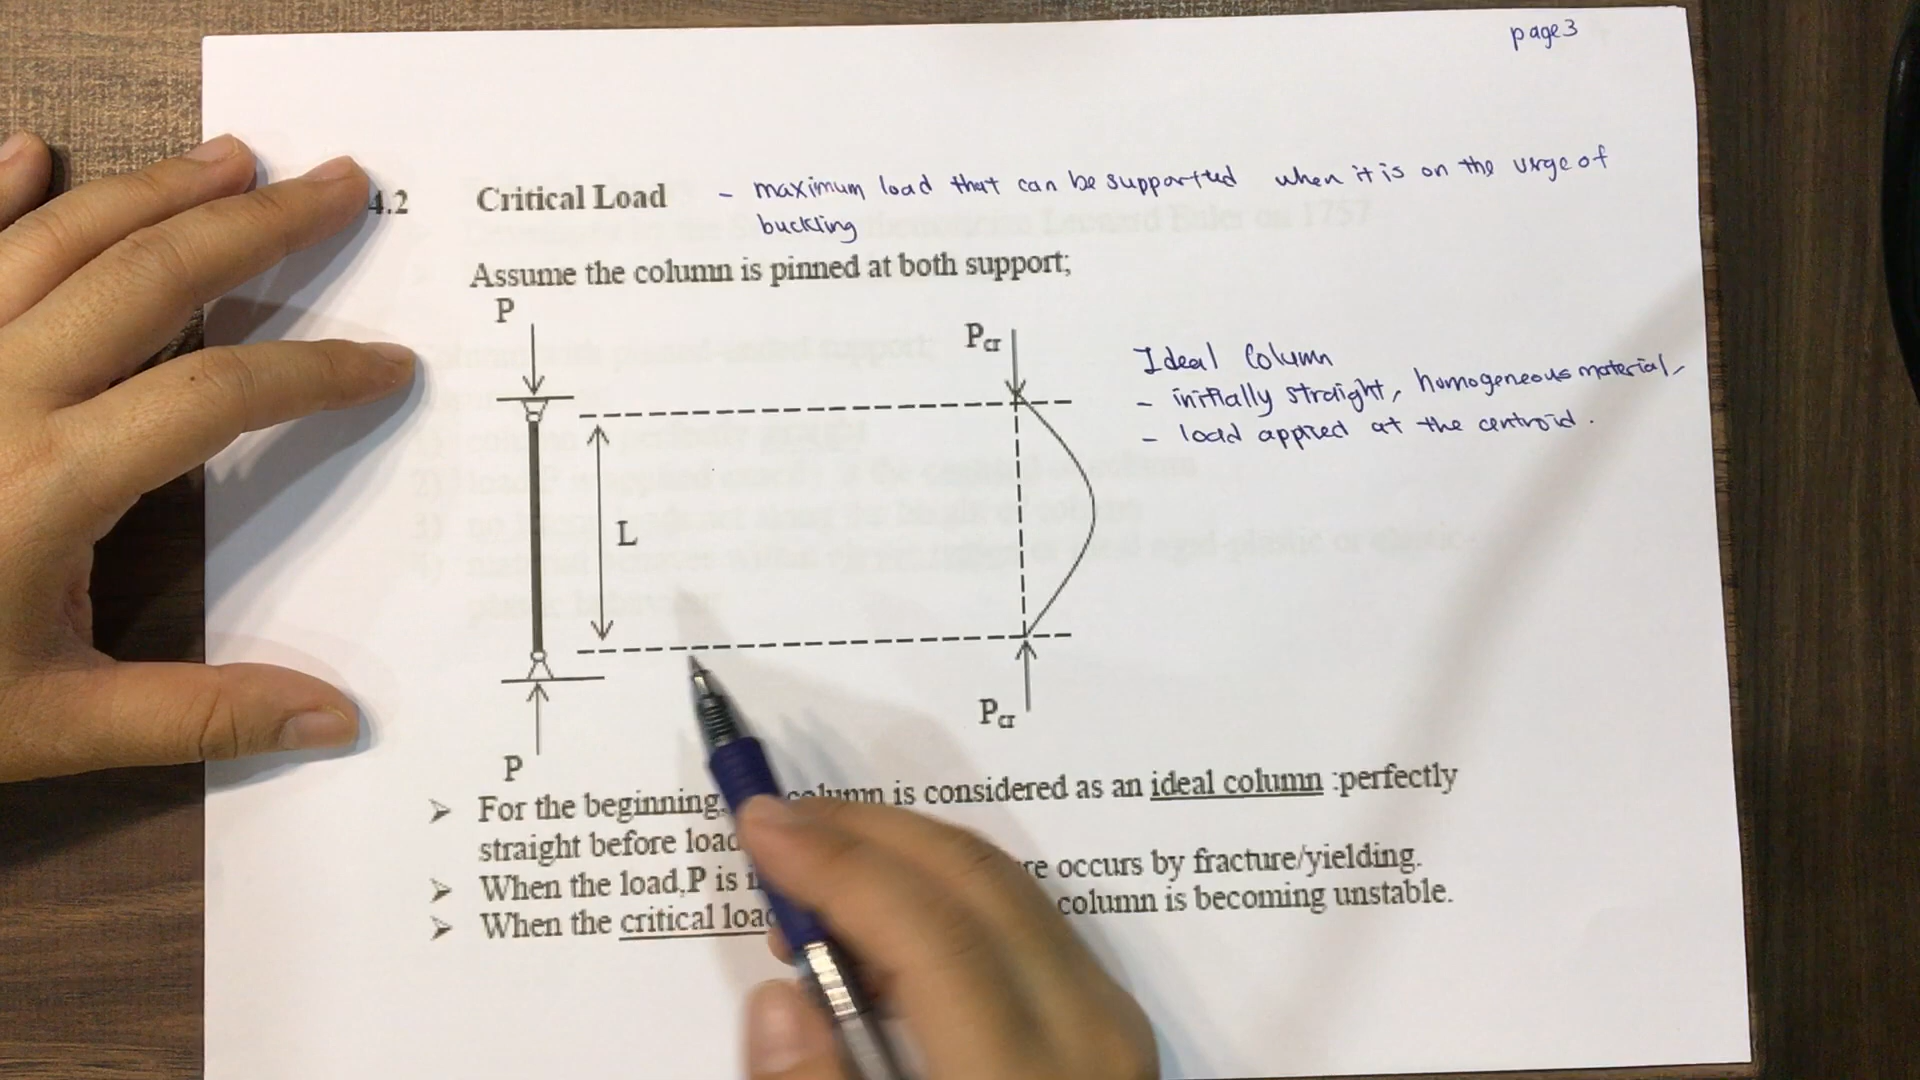 page 3
4.2 Critical Load - maximum load that can be supported when it is on the urge of
buckling
Assume the column is pinned at both support;
P
Pcr
Ideal Column
- initially straight, homogeneous material,
- load applied at the centroid.
L
Pcr
P
➢ For the beginning, column is considered as an ideal column :perfectly
straight before load
➢ When the load,P is occurs by fracture/yielding.
➢ When the critical load column is becoming unstable.